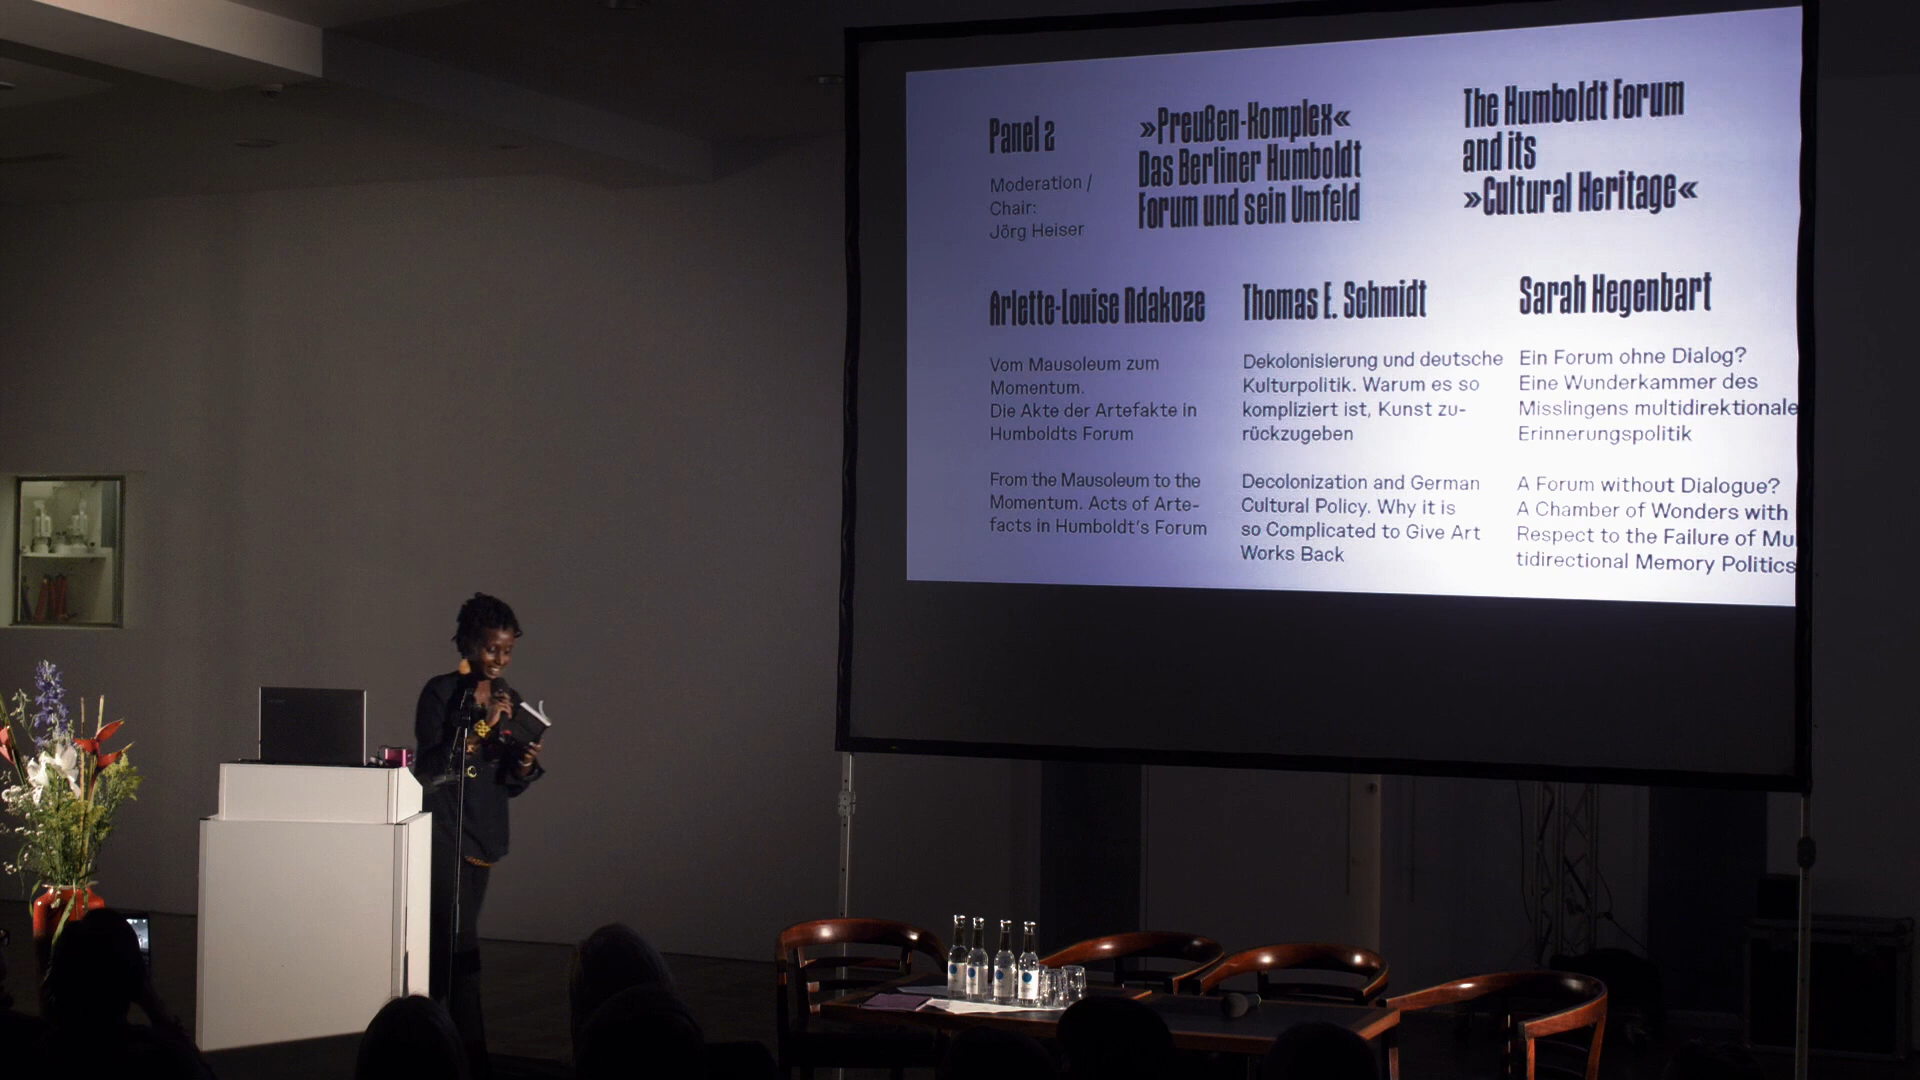 Panel 2
Moderation /
Chair:
Jörg Heiser
»Preußen-Komplex«
Das Berliner Humboldt
Forum und sein Umfeld
The Humboldt Forum
and its
»Cultural Heritage«
Arlette-Louise Ndakoze
Vom Mausoleum zum
Momentum.
Die Akte der Artefakte in
Humboldts Forum
From the Mausoleum to the
Momentum. Acts of Arte-
facts in Humboldt's Forum
Thomas E. Schmidt
Dekolonisierung und deutsche
Kulturpolitik. Warum es so
kompliziert ist, Kunst zu-
rückzugeben
Decolonization and German
Cultural Policy. Why it is
so Complicated to Give Art
Works Back
Sarah Hegenbart
Ein Forum ohne Dialog?
Eine Wunderkammer des
Misslingens multidirektionale
Erinnerungspolitik
A Forum without Dialogue?
A Chamber of Wonders with
Respect to the Failure of Mu
tidirectional Memory Politics